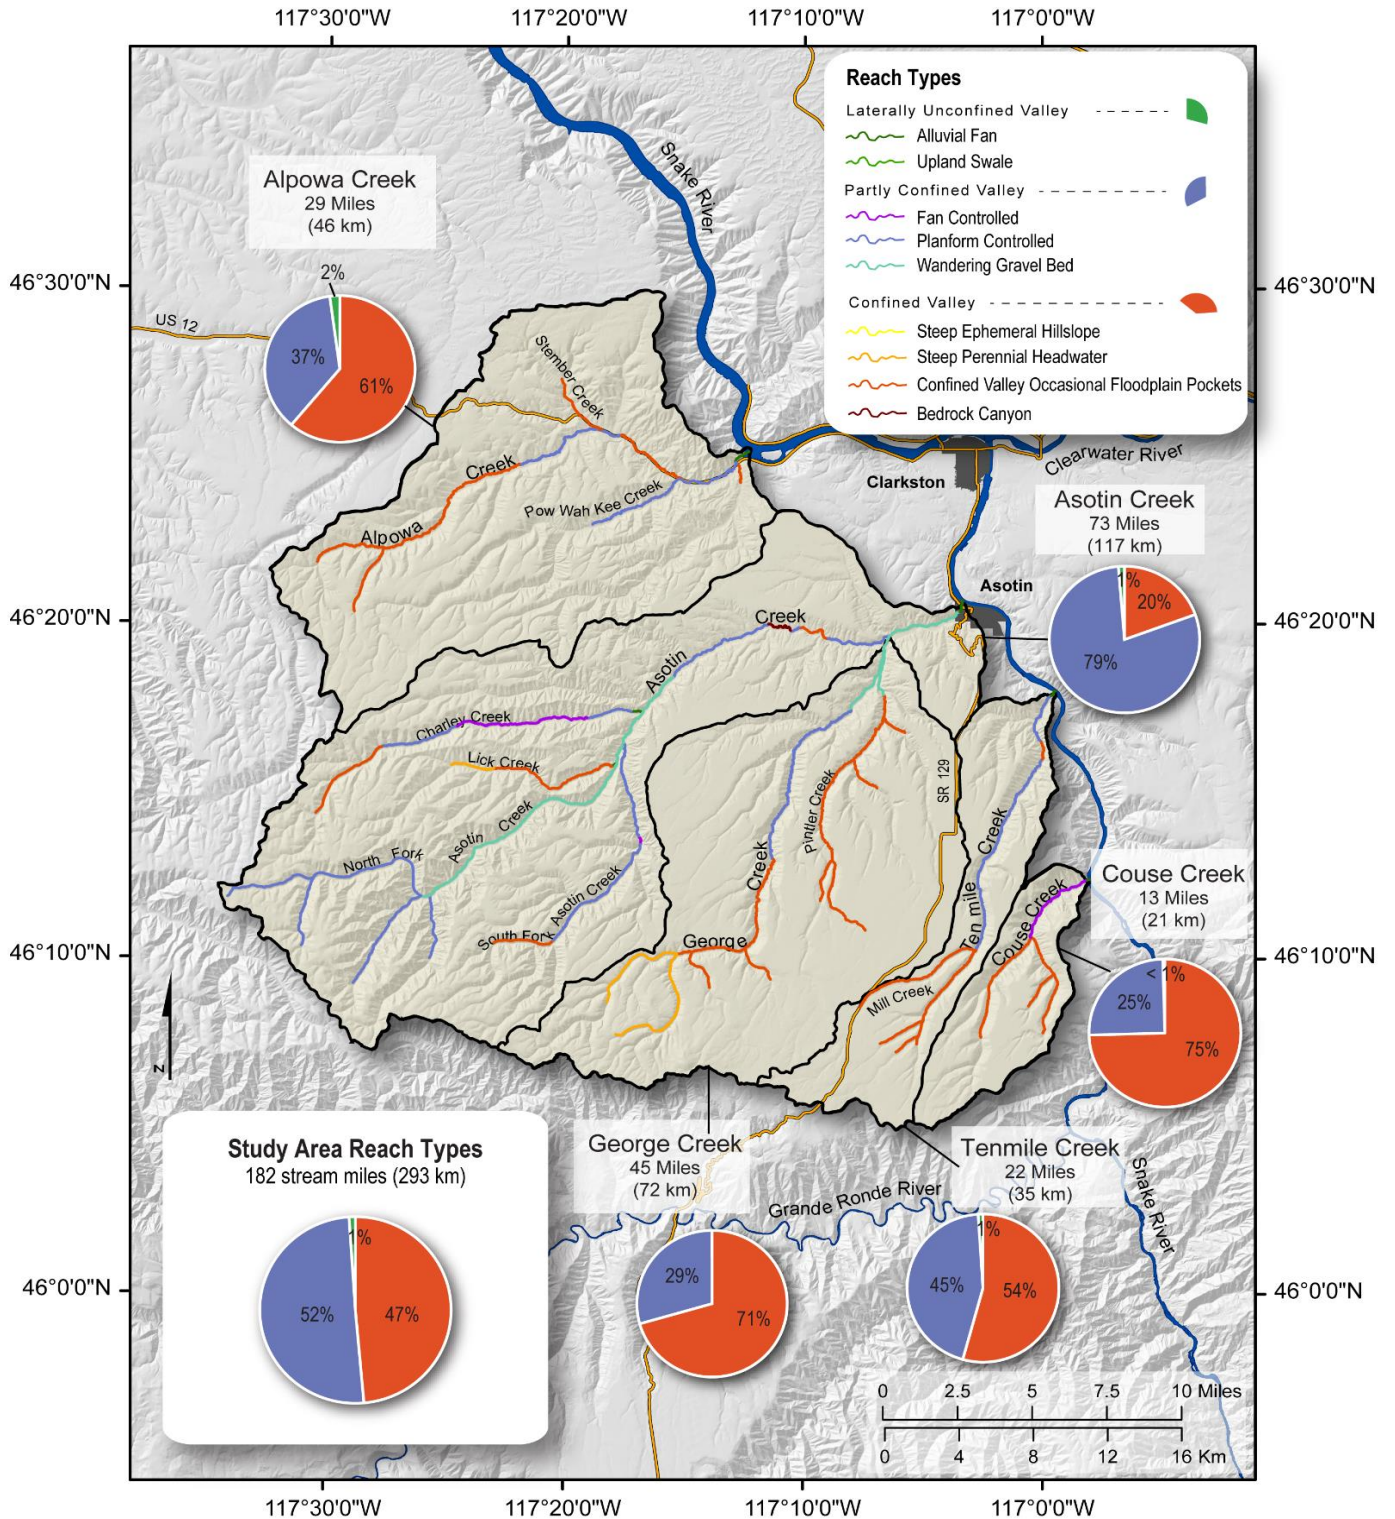 117°30'0"W
117°20'0"W
117°10'0"W
117°0'0"W
Reach Types
Laterally Unconfined Valley
Alluvial Fan
Upland Swale
Partly Confined Valley
Fan Controlled
Planform Controlled
Wandering Gravel Bed
Confined Valley
Steep Ephemeral Hillslope
Steep Perennial Headwater
Confined Valley Occasional Floodplain Pockets
Bedrock Canyon
Snake River
Alpowa Creek
29 Miles
(46 km)
2%
37%
61%
46°30'0"N
46°30'0"N
US 12
Stember Creek
Creek
Alpowa
Pow Wah Kee Creek
Clearwater River
Clarkston
Asotin Creek
73 Miles
(117 km)
1%
20%
79%
Asotin
46°20'0"N
46°20'0"N
Creek
Asotin
Charley Creek
Lick Creek
Asotin
Creek
North Fork
South Fork
Asotin Creek
Pintler Creek
Creek
George
SR 129
Creek
Ten mile
Mill Creek
Couse Creek
Couse Creek
13 Miles
(21 km)
< 1%
25%
75%
46°10'0"N
46°10'0"N
N
Study Area Reach Types
182 stream miles (293 km)
1%
52%
47%
George Creek
45 Miles
(72 km)
29%
71%
Tenmile Creek
22 Miles
(35 km)
1%
45%
54%
Grande Ronde River
Snake River
46°0'0"N
46°0'0"N
0
2.5
5
7.5
10 Miles
0
4
8
12
16 Km
117°30'0"W
117°20'0"W
117°10'0"W
117°0'0"W